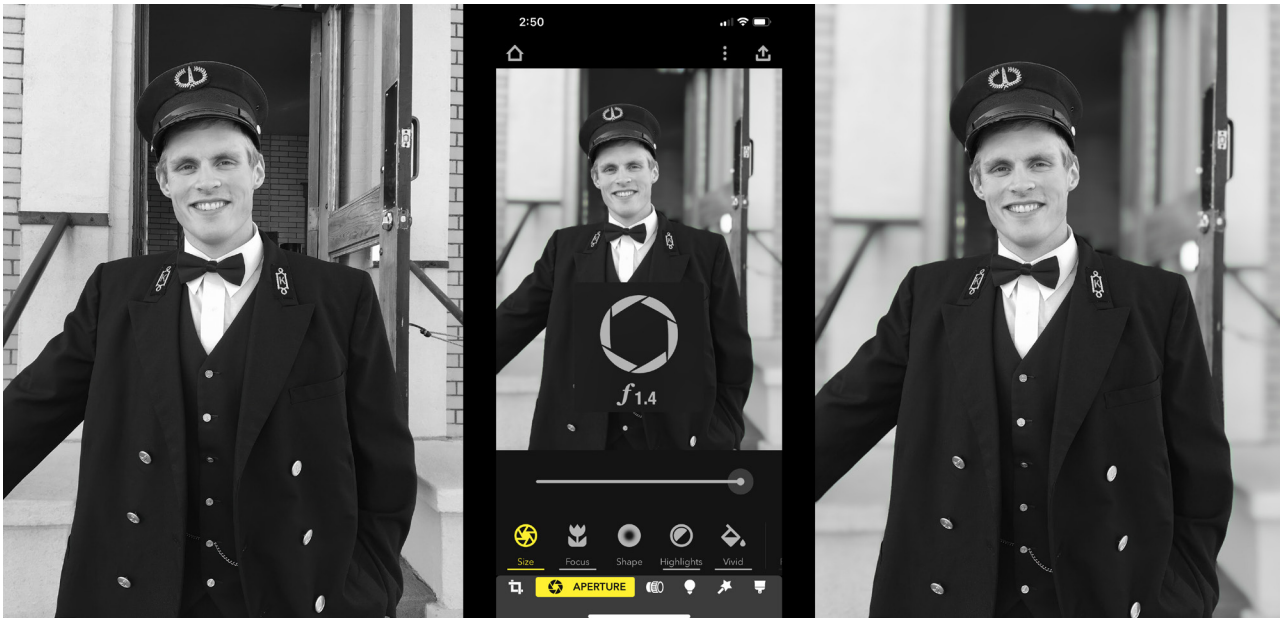 2:50
K
K
K
K
f1.4
Size
Focus
Shape
Highlights
Vivid
APERTURE